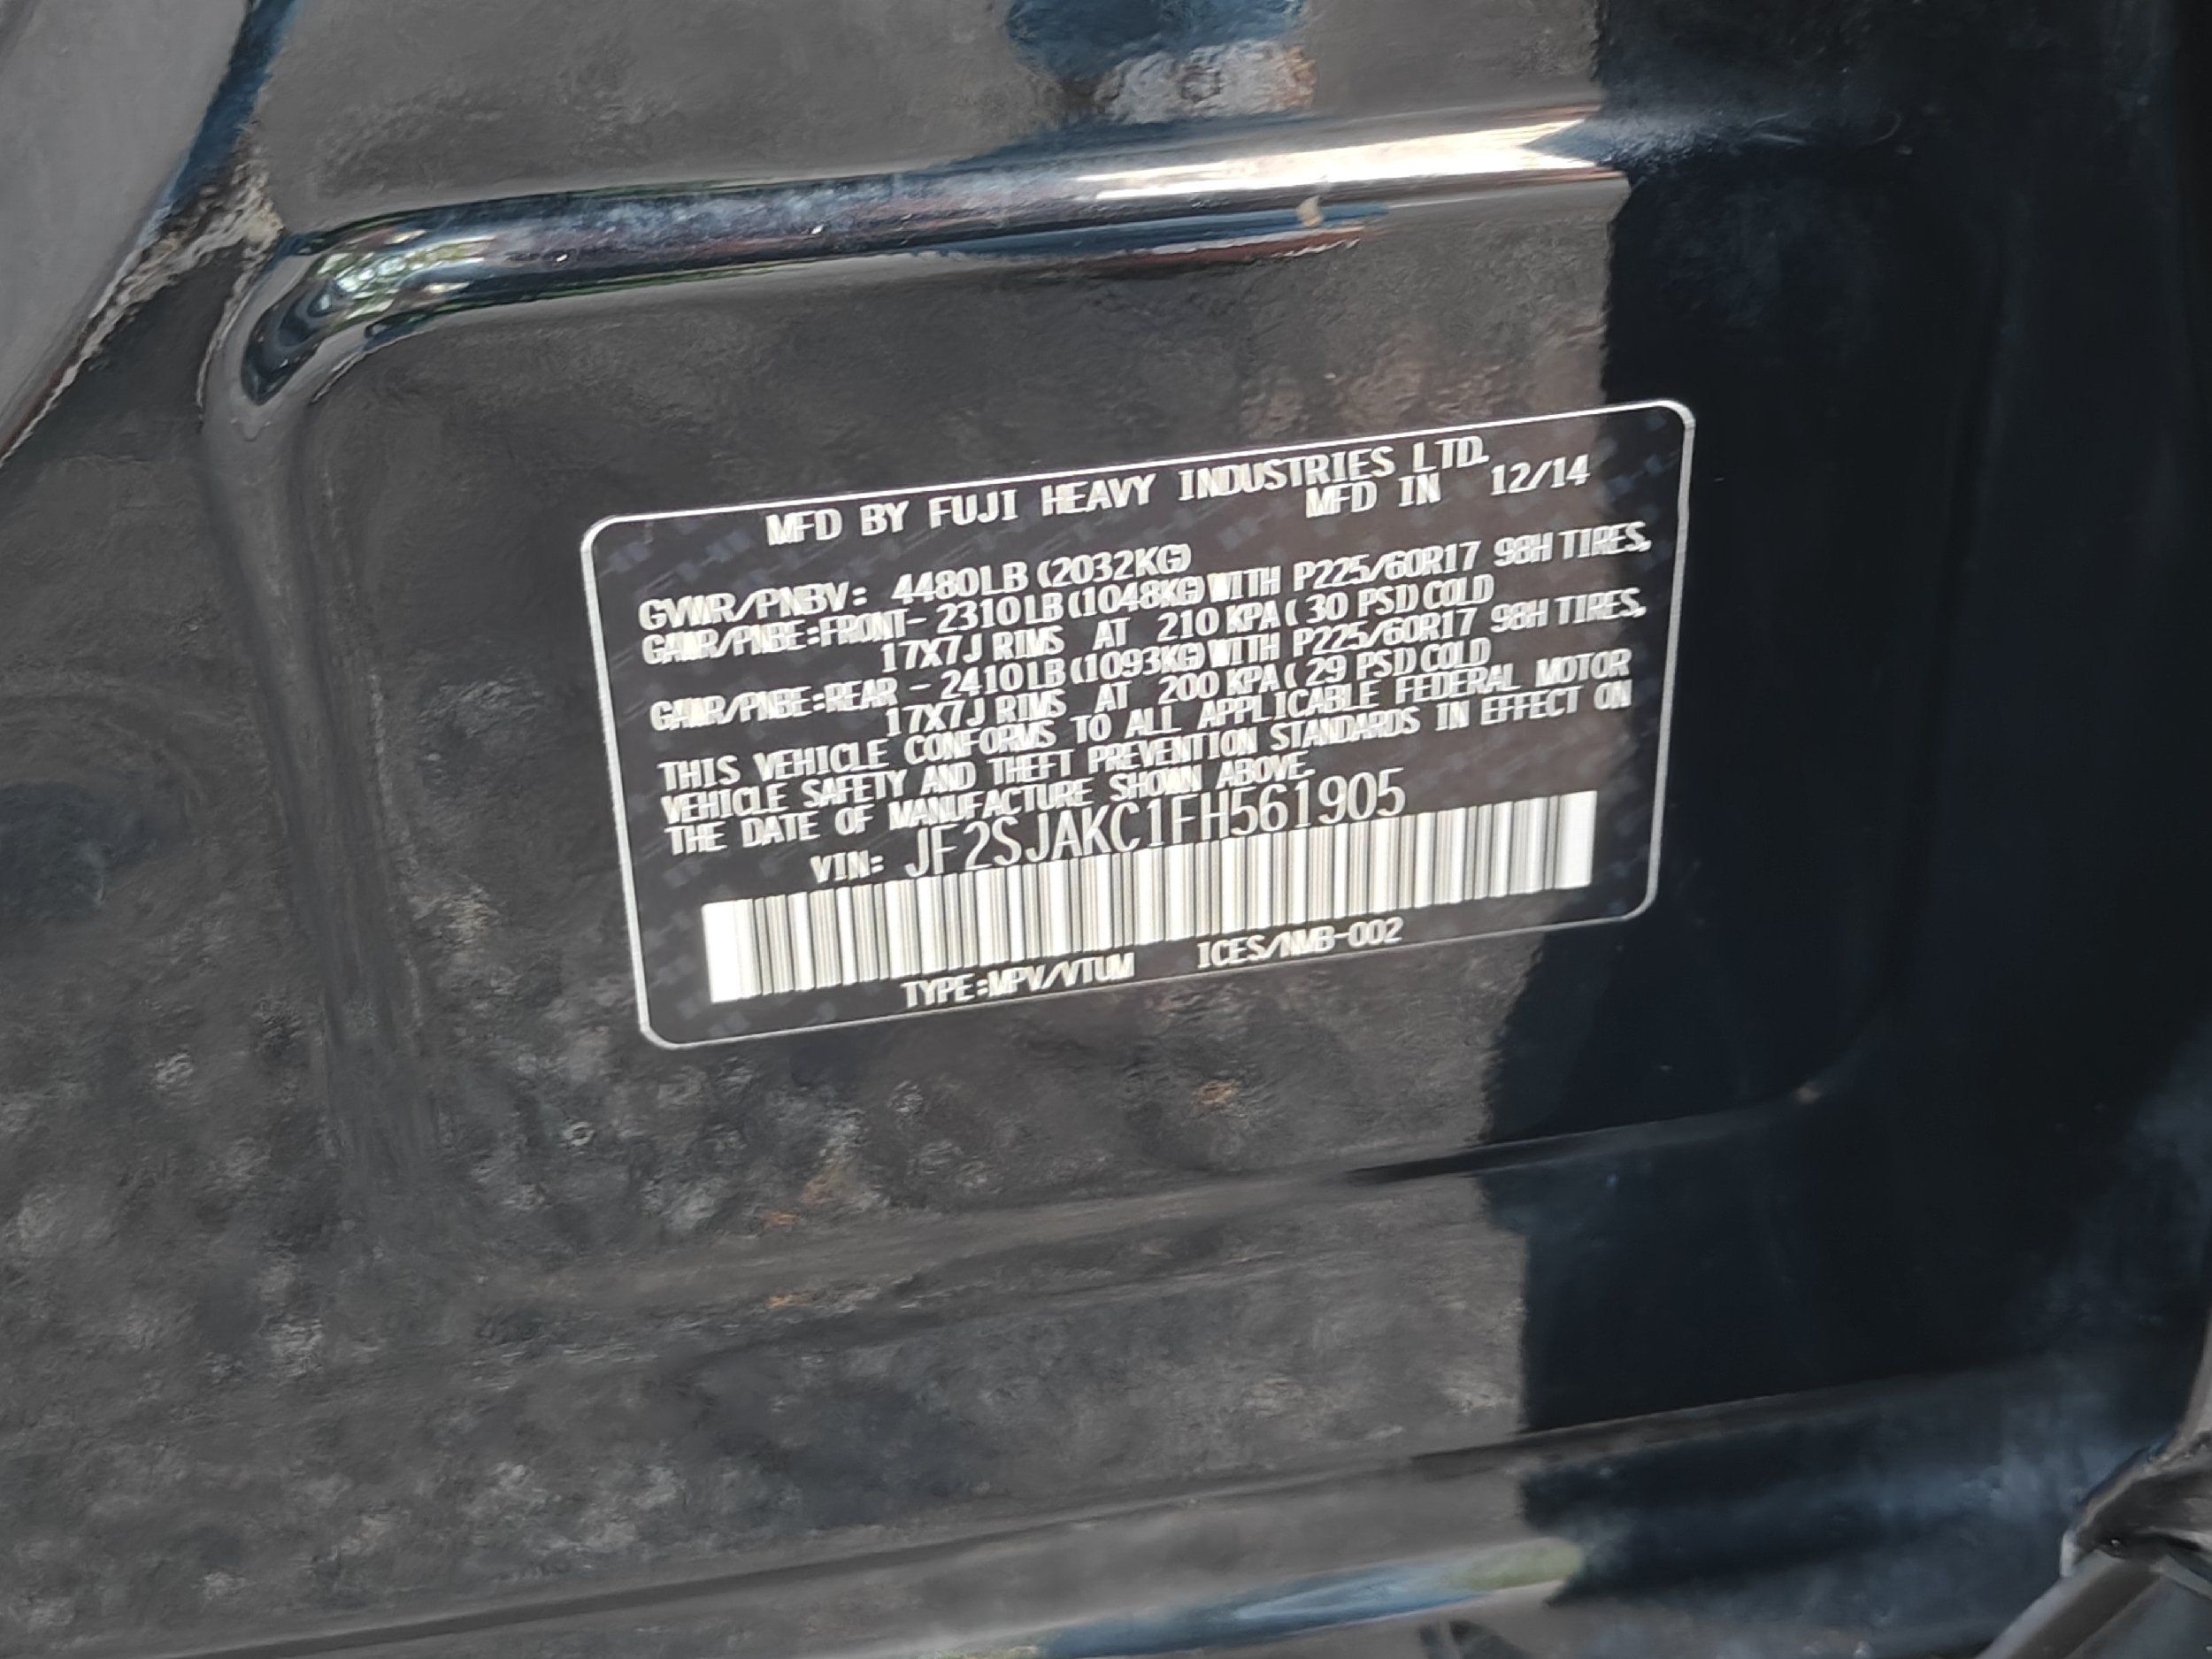 MFD BY FUJI HEAVY INDUSTRIES LTD.
MFD IN 12/14
GVWR/PNBV: 4480LB (2032KG)
GAWR/PNBE:FRONT- 2310LB(1048KG)WITH P225/60R17 98H TIRES,
17X7J RIMS AT 210 KPA( 30 PSI)COLD
GAWR/PNBE:REAR - 2410LB(1093KG)WITH P225/60R17 98H TIRES,
17X7J RIMS AT 200 KPA( 29 PSI)COLD
THIS VEHICLE CONFORMS TO ALL APPLICABLE FEDERAL MOTOR
VEHICLE SAFETY AND THEFT PREVENTION STANDARDS IN EFFECT ON
THE DATE OF MANUFACTURE SHOWN ABOVE.
VIN: JF2SJAKC1FH561905
TYPE:MPV/VTUM ICES/NMB-002